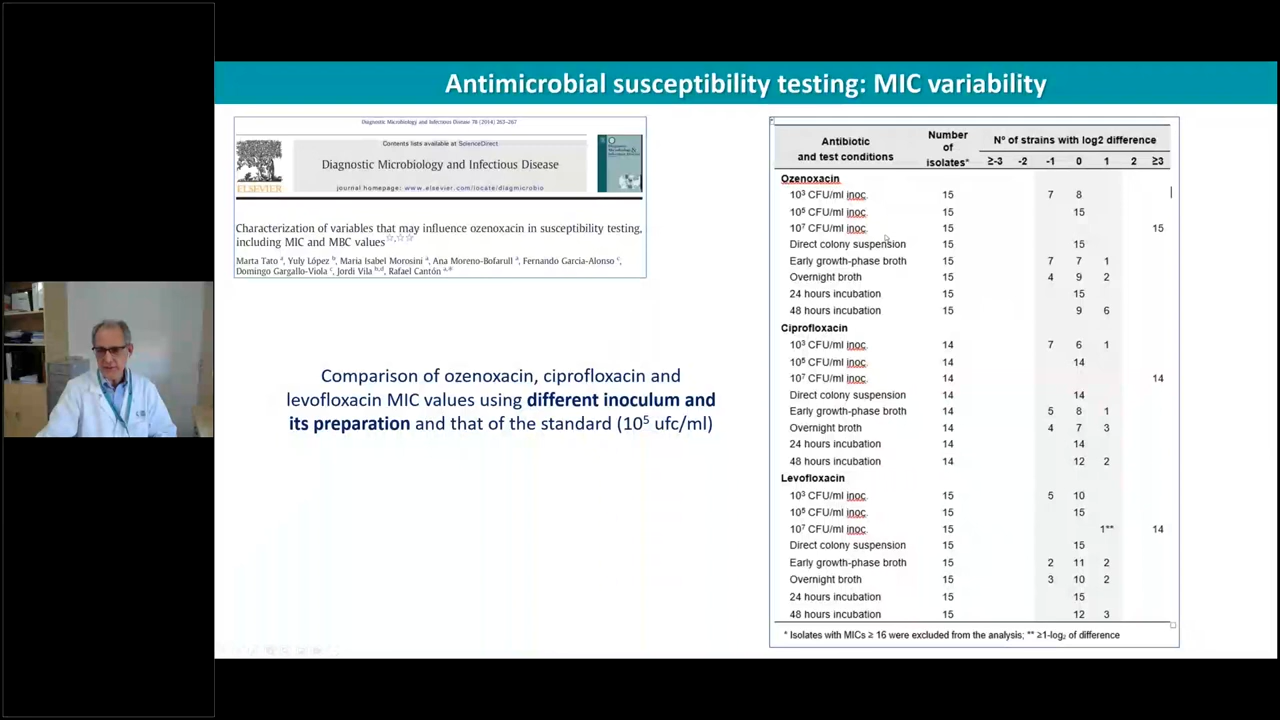 Antimicrobial susceptibility testing: MIC variability
Diagnostic Microbiology and Infectious Disease 78 (2014) 263–267
Contents lists available at ScienceDirect
Diagnostic Microbiology and Infectious Disease
journal homepage: www.elsevier.com/locate/diagmicrobio
ELSEVIER
Characterization of variables that may influence ozenoxacin in susceptibility testing,
including MIC and MBC values☆,☆☆
Marta Tato a, Yuly López b, Maria Isabel Morosini a, Ana Moreno-Bofarull a, Fernando Garcia-Alonso c,
Domingo Gargallo-Viola c, Jordi Vila b,d, Rafael Cantón a,*
Comparison of ozenoxacin, ciprofloxacin and
levofloxacin MIC values using different inoculum and
its preparation and that of the standard (10⁵ ufc/ml)
Antibiotic and test conditions Number of isolates* Nº of strains with log2 difference
≥-3 -2 -1 0 1 2 ≥3
Ozenoxacin
10³ CFU/ml inoc. 15 7 8
10⁵ CFU/ml inoc. 15 15
10⁷ CFU/ml inoc. 15 15
Direct colony suspension 15 15
Early growth-phase broth 15 7 7 1
Overnight broth 15 4 9 2
24 hours incubation 15 15
48 hours incubation 15 9 6
Ciprofloxacin
10³ CFU/ml inoc. 14 7 6 1
10⁵ CFU/ml inoc. 14 14
10⁷ CFU/ml inoc. 14 14
Direct colony suspension 14 14
Early growth-phase broth 14 5 8 1
Overnight broth 14 4 7 3
24 hours incubation 14 14
48 hours incubation 14 12 2
Levofloxacin
10³ CFU/ml inoc. 15 5 10
10⁵ CFU/ml inoc. 15 15
10⁷ CFU/ml inoc. 15 1** 14
Direct colony suspension 15 15
Early growth-phase broth 15 2 11 2
Overnight broth 15 3 10 2
24 hours incubation 15 15
48 hours incubation 15 12 3
* Isolates with MICs ≥ 16 were excluded from the analysis; ** ≥1-log₂ of difference